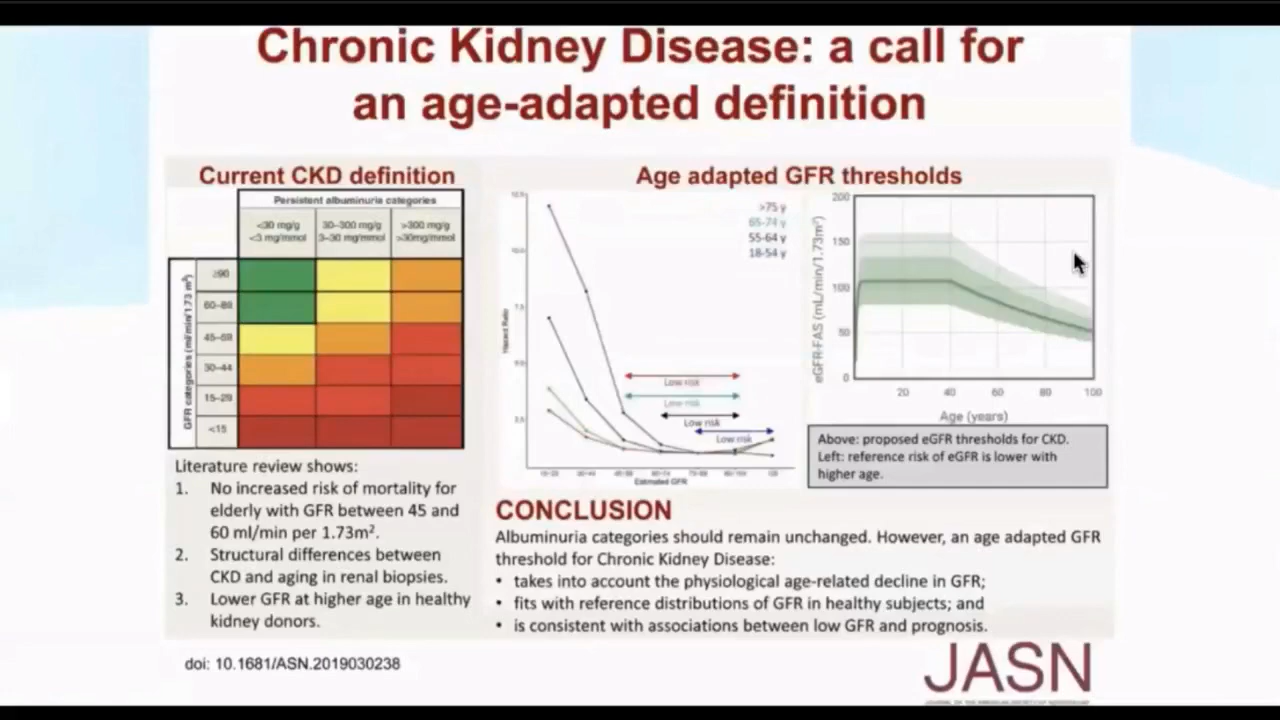 Chronic Kidney Disease: a call for
an age-adapted definition
Current CKD definition
Persistent albuminuria categories
<30 mg/g
<3 mg/mmol
30–300 mg/g
3–30 mg/mmol
>300 mg/g
>30mg/mmol
GFR categories (ml/min/1.73 m²)
≥90
60–89
45–59
30–44
15–29
<15
Literature review shows:
1. No increased risk of mortality for
elderly with GFR between 45 and
60 ml/min per 1.73m².
2. Structural differences between
CKD and aging in renal biopsies.
3. Lower GFR at higher age in healthy
kidney donors.
Age adapted GFR thresholds
>75 y
65-74 y
55-64 y
18-54 y
Hazard Ratio
Low risk
Low risk
Low risk
Low risk
Estimated GFR
eGFR-FAS (mL/min/1.73m²)
200
150
100
50
0
20
40
60
80
100
Age (years)
Above: proposed eGFR thresholds for CKD.
Left: reference risk of eGFR is lower with
higher age.
CONCLUSION
Albuminuria categories should remain unchanged. However, an age adapted GFR
threshold for Chronic Kidney Disease:
• takes into account the physiological age-related decline in GFR;
• fits with reference distributions of GFR in healthy subjects; and
• is consistent with associations between low GFR and prognosis.
doi: 10.1681/ASN.2019030238
JASN